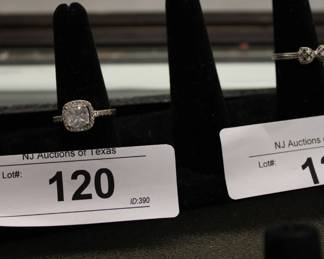 NJ Auctions of Texas
Lot#:
120
ID:390
NJ Auctions
Lot#: